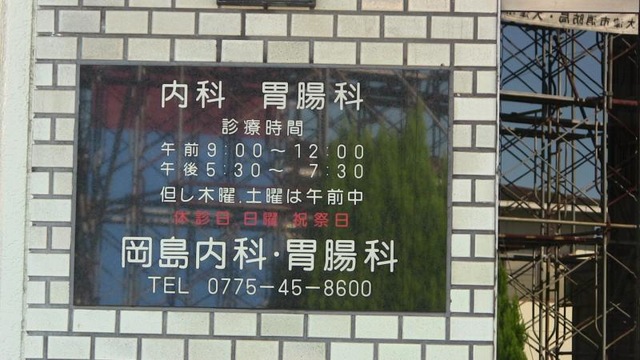 内科 胃腸科
診療時間
午前9:00~12:00
午後5:30~ 7:30
但し木曜,土曜は午前中
休診日 日曜,祝祭日
岡島内科・胃腸科
TEL 0775-45-8600